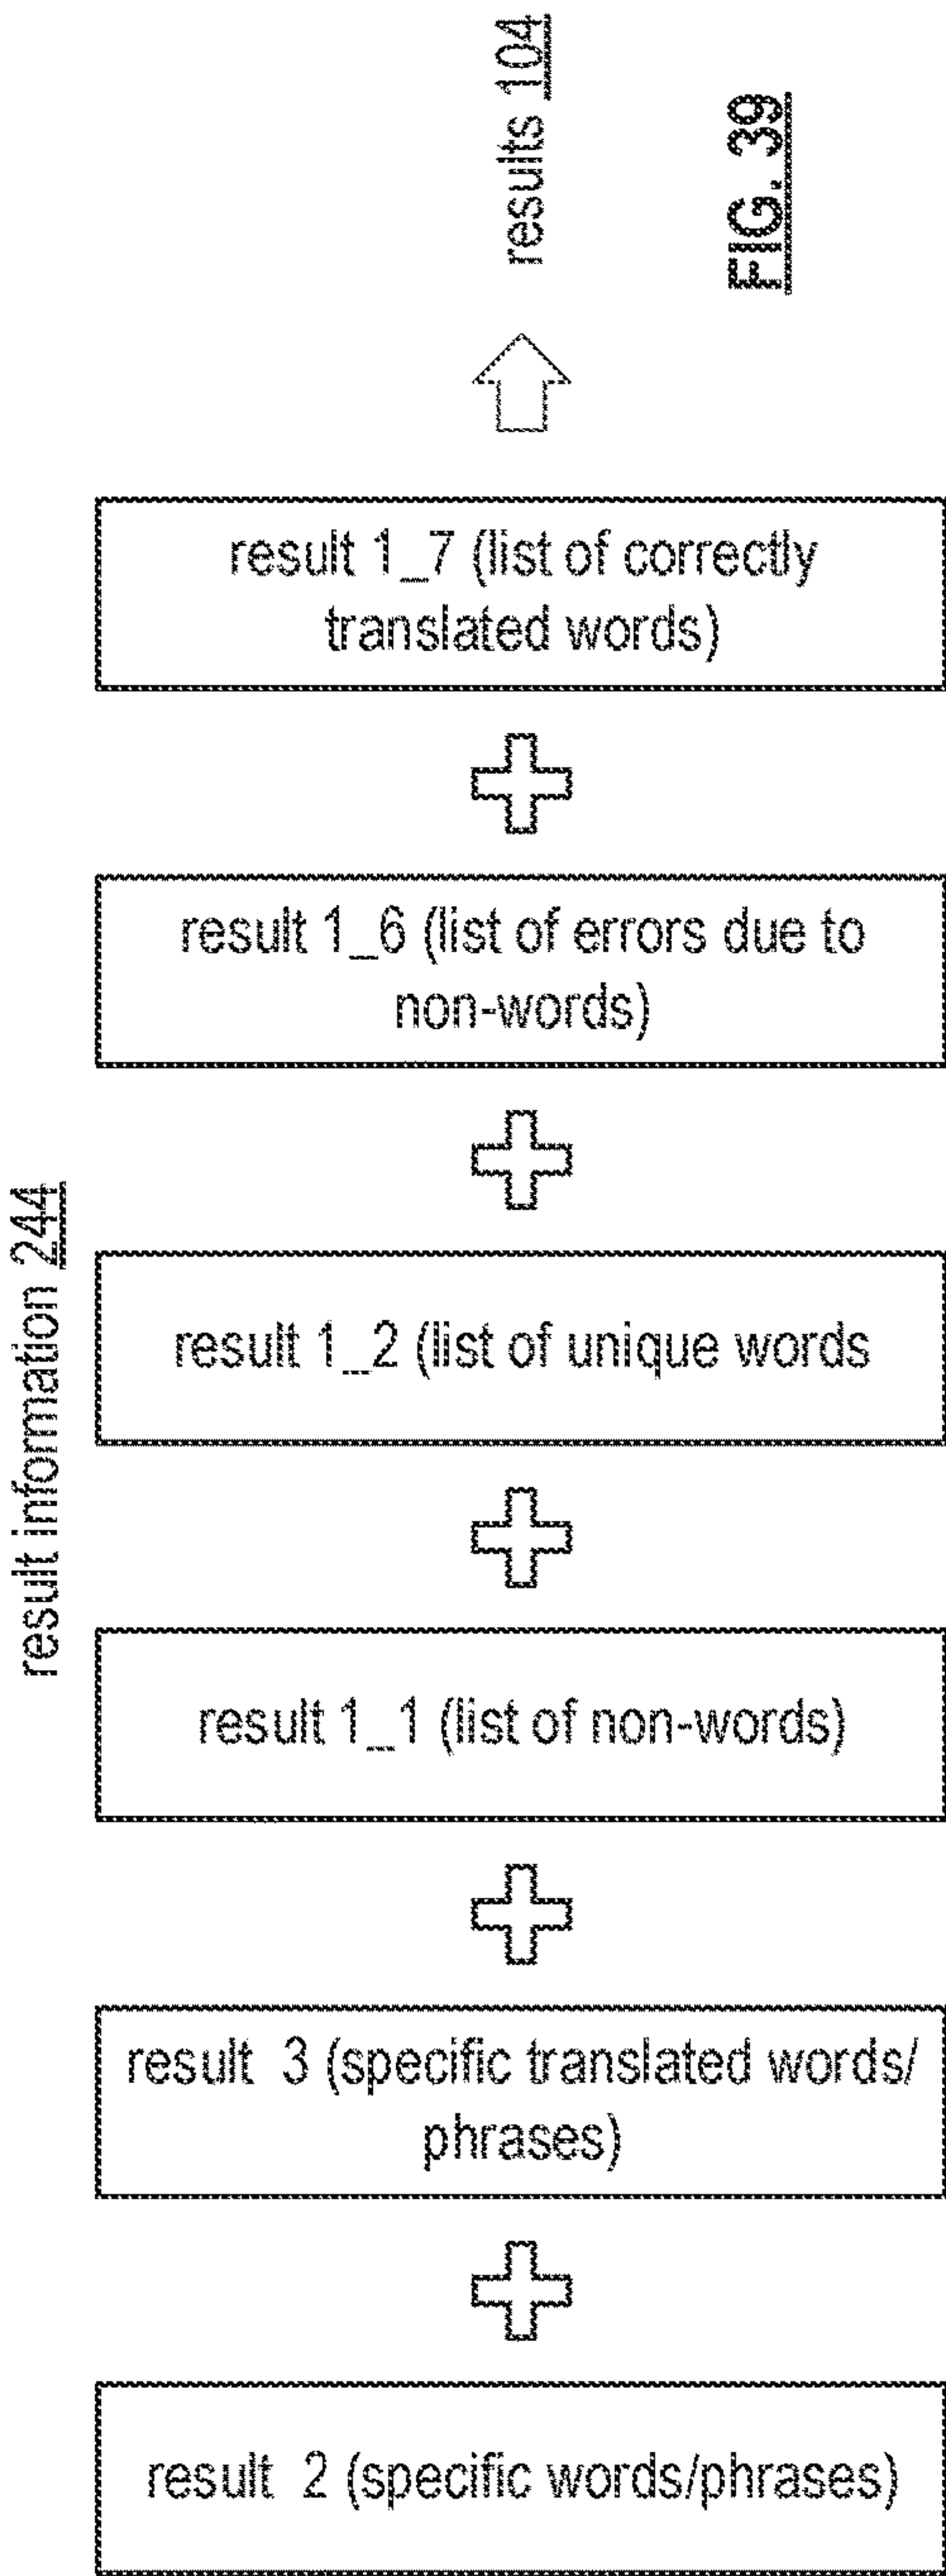 results 104
FIG. 39
result 1_7 (list of correctly
translated words)
result 1_6 (list of errors due to
non-words)
result information 244
result 1_2 (list of unique words
result 1_1 (list of non-words)
result 3 (specific translated words/
phrases)
result 2 (specific words/phrases)